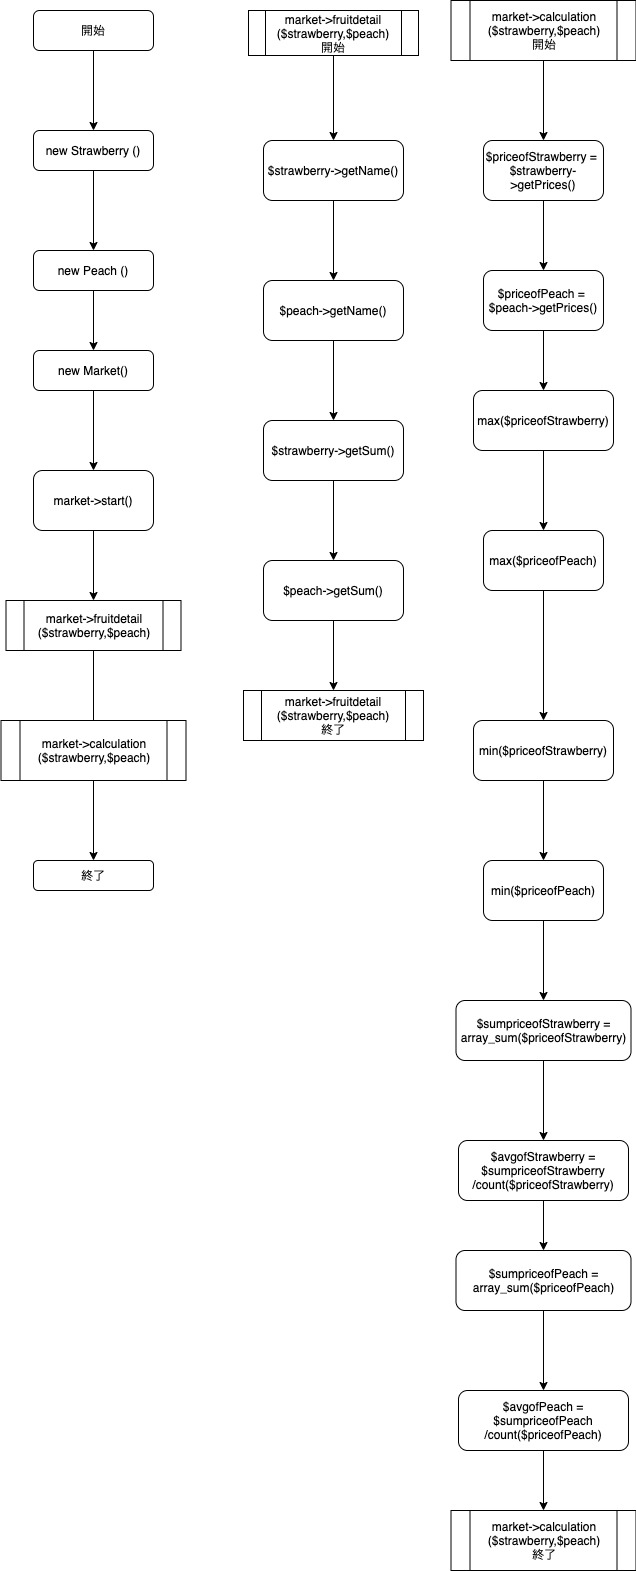 開始
new Strawberry ()
new Peach ()
new Market()
market->start()
market->fruitdetail
($strawberry,$peach)
market->calculation
($strawberry,$peach)
終了
market->fruitdetail
($strawberry,$peach)
開始
$strawberry->getName()
$peach->getName()
$strawberry->getSum()
$peach->getSum()
market->fruitdetail
($strawberry,$peach)
終了
market->calculation
($strawberry,$peach)
開始
$priceofStrawberry =
$strawberry-
>getPrices()
$priceofPeach =
$peach->getPrices()
max($priceofStrawberry)
max($priceofPeach)
min($priceofStrawberry)
min($priceofPeach)
$sumpriceofStrawberry =
array_sum($priceofStrawberry)
$avgofStrawberry =
$sumpriceofStrawberry
/count($priceofStrawberry)
$sumpriceofPeach =
array_sum($priceofPeach)
$avgofPeach =
$sumpriceofPeach
/count($priceofPeach)
market->calculation
($strawberry,$peach)
終了